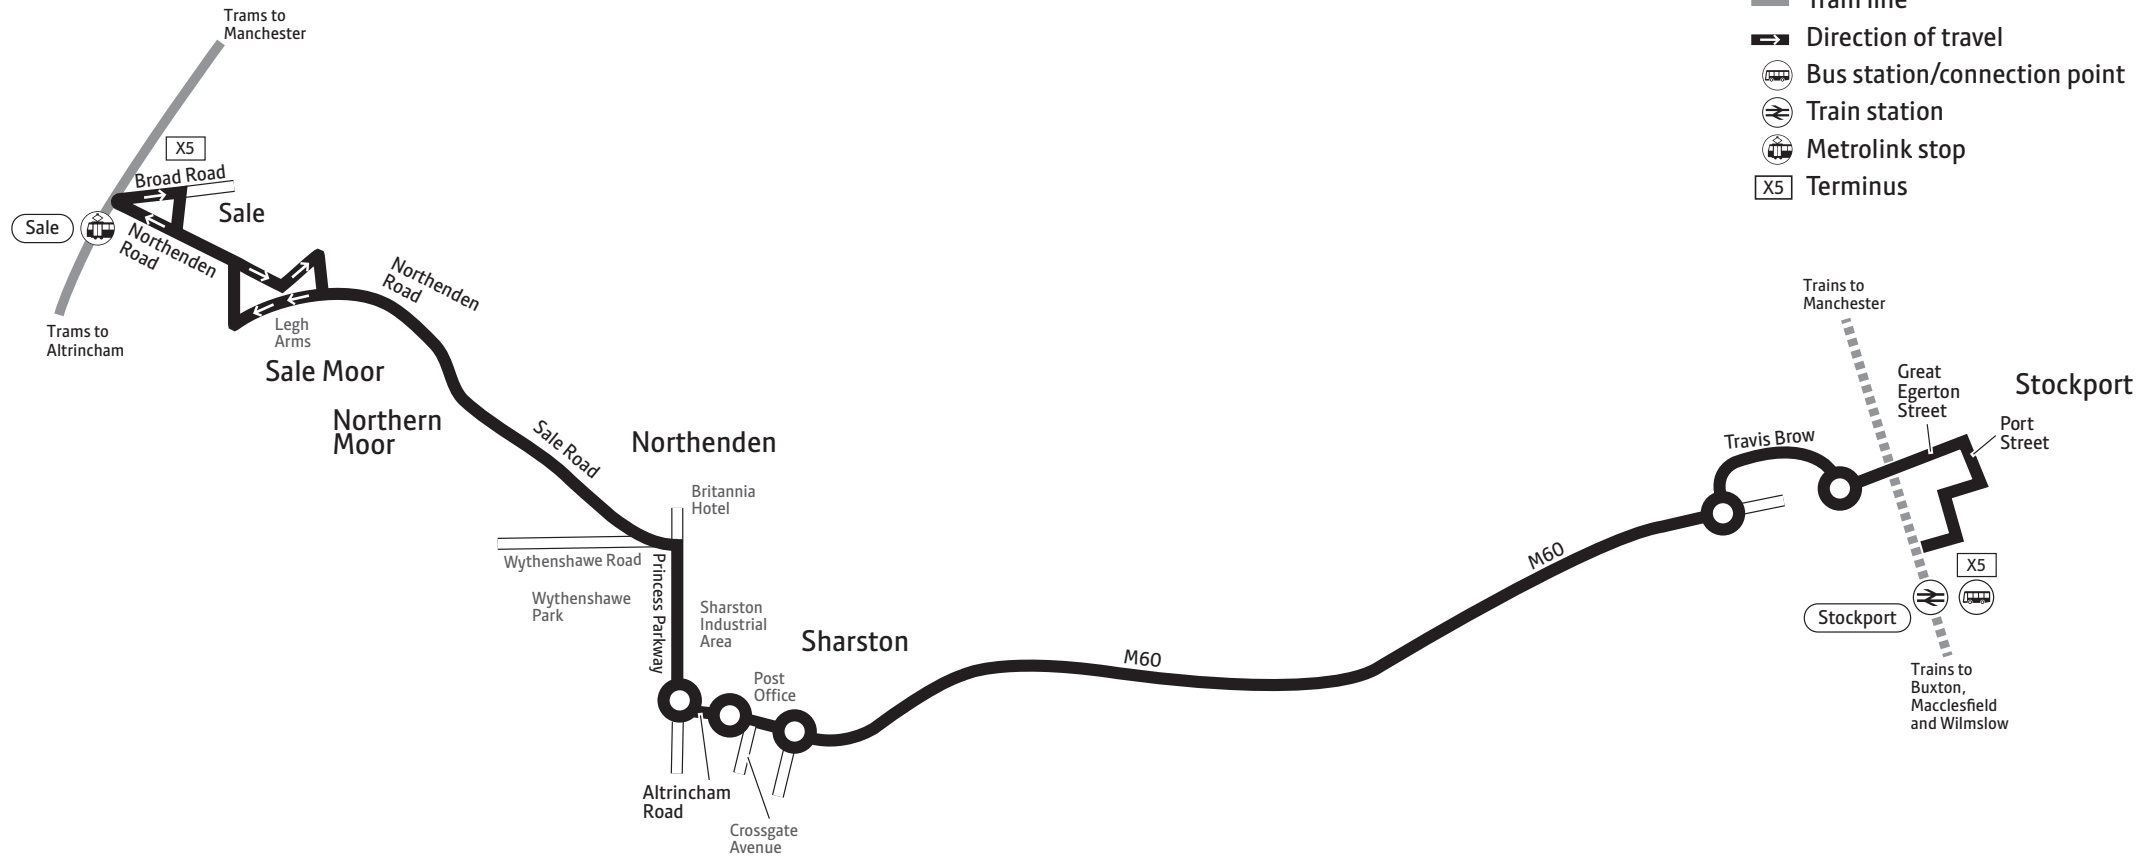 Tram line
Direction of travel
Bus station/connection point
Train station
Metrolink stop
X5 Terminus
Trams to
Manchester
X5
Broad Road
Sale
Sale
Northenden
Road
Northenden
Road
Trams to
Altrincham
Legh
Arms
Sale Moor
Northern
Moor
Sale Road
Northenden
Britannia
Hotel
Wythenshawe Road
Wythenshawe
Park
Princess Parkway
Sharston
Industrial
Area
Sharston
Post
Office
Altrincham
Road
Crossgate
Avenue
M60
M60
Travis Brow
Trains to
Manchester
Great
Egerton
Street
Stockport
Port
Street
X5
Stockport
Trains to
Buxton,
Macclesfield
and Wilmslow